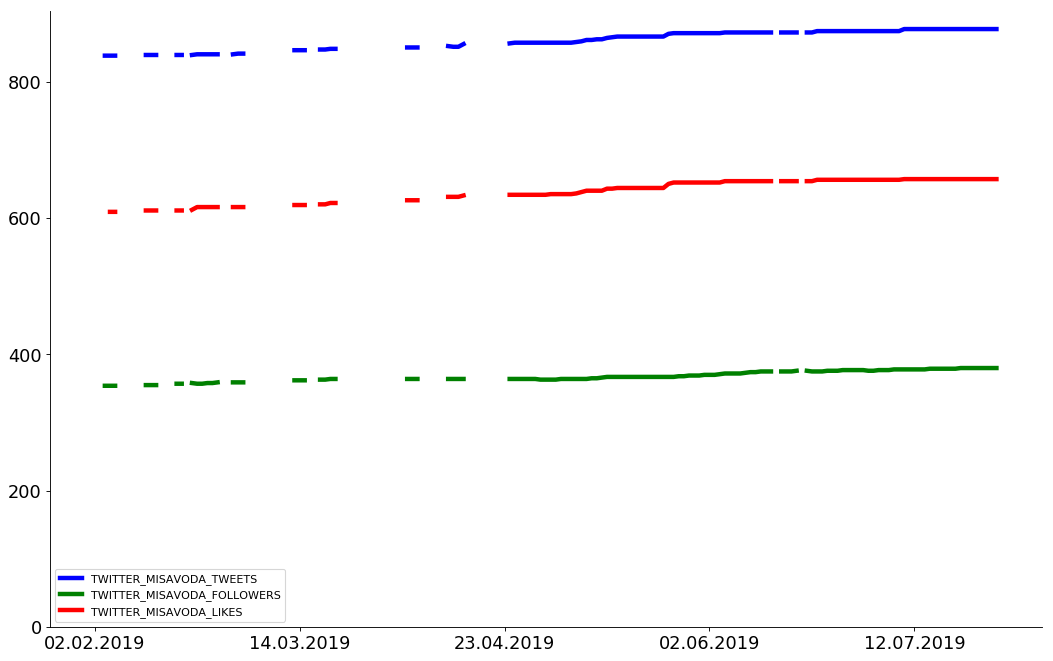 800
600
400
200
0
TWITTER_MISAVODA_TWEETS
TWITTER_MISAVODA_FOLLOWERS
TWITTER_MISAVODA_LIKES
02.02.2019 14.03.2019 23.04.2019 02.06.2019 12.07.2019